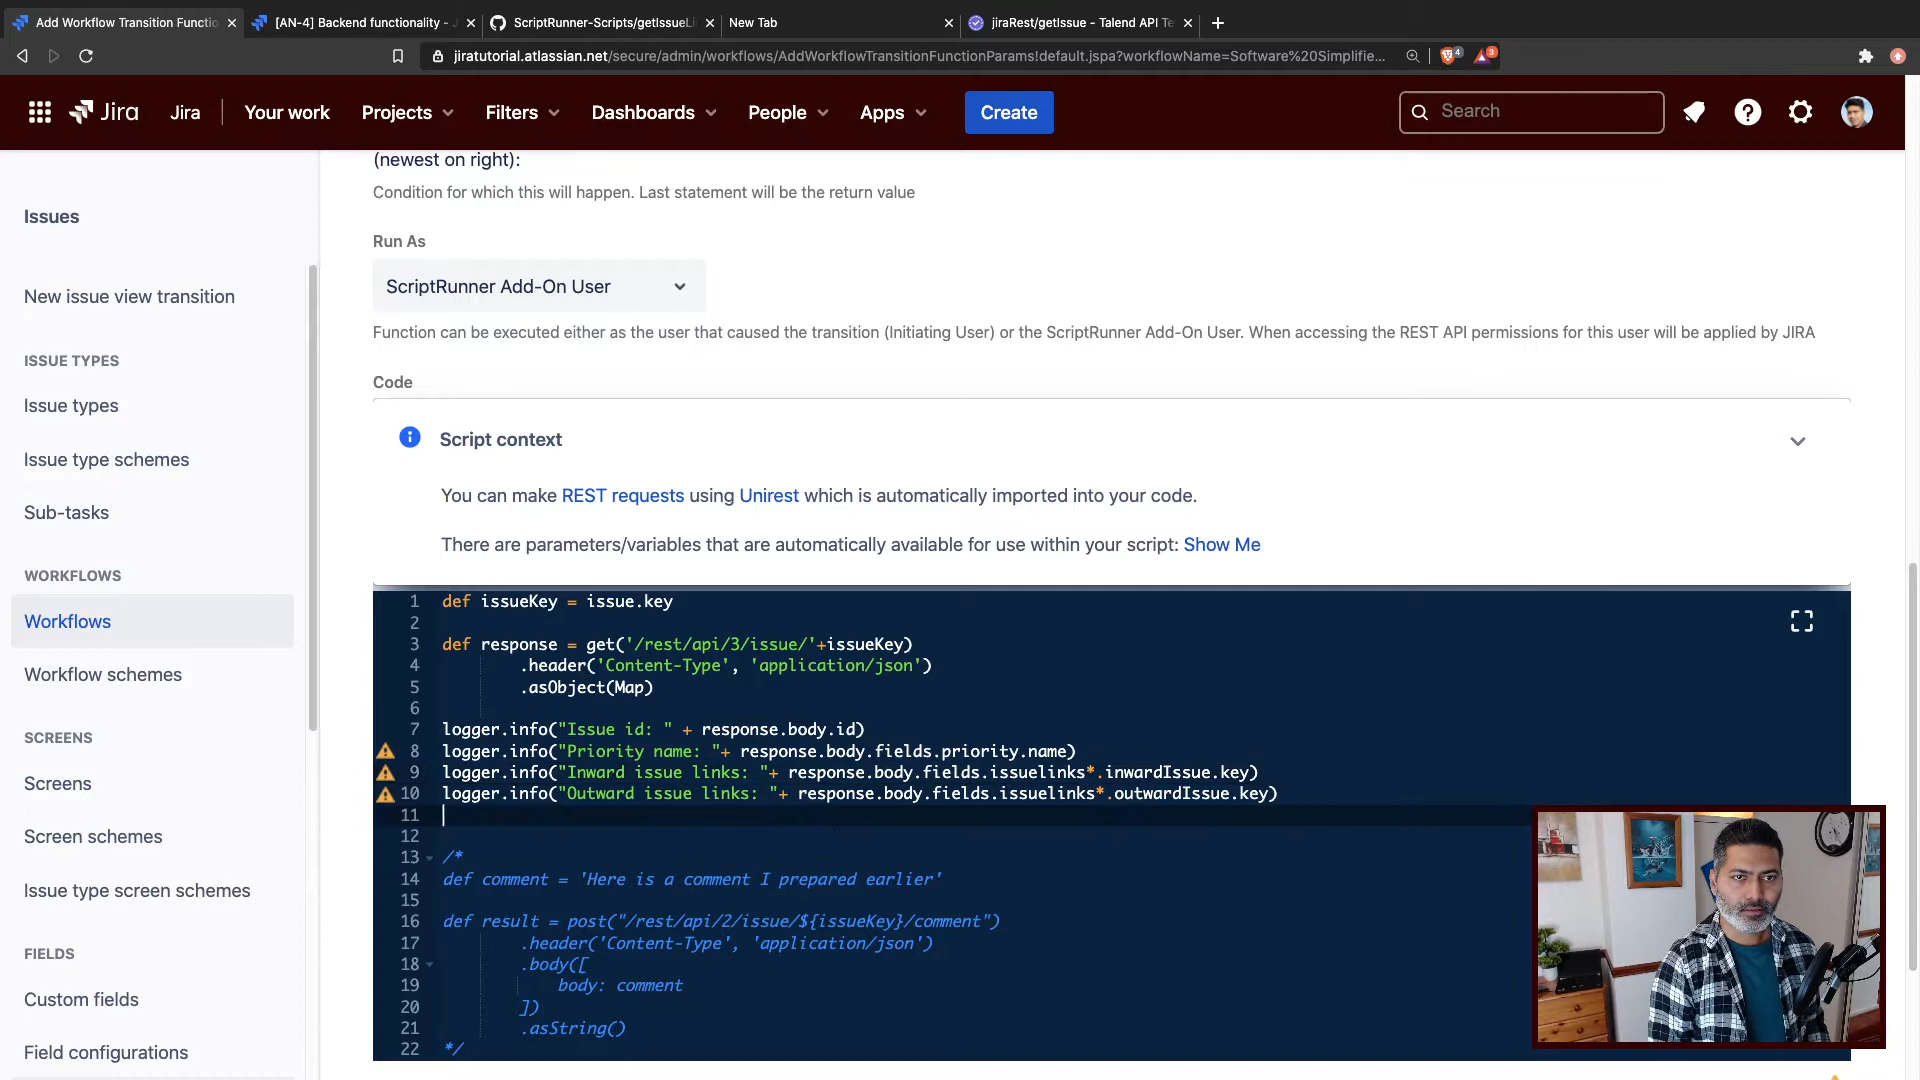 Add Workflow Transition Functio
[AN-4] Backend functionality - J
ScriptRunner-Scripts/getIssueLi
New Tab
jiraRest/getIssue - Talend API Te
jiratutorial.atlassian.net/secure/admin/workflows/AddWorkflowTransitionFunctionParams!default.jspa?workflowName=Software%20Simplifie...
4
3
Jira
Jira
Your work
Projects
Filters
Dashboards
People
Apps
Create
Search
Issues
New issue view transition
ISSUE TYPES
Issue types
Issue type schemes
Sub-tasks
WORKFLOWS
Workflows
Workflow schemes
SCREENS
Screens
Screen schemes
Issue type screen schemes
FIELDS
Custom fields
Field configurations
(newest on right):
Condition for which this will happen. Last statement will be the return value
Run As
ScriptRunner Add-On User
Function can be executed either as the user that caused the transition (Initiating User) or the ScriptRunner Add-On User. When accessing the REST API permissions for this user will be applied by JIRA
Code
Script context
You can make REST requests using Unirest which is automatically imported into your code.
There are parameters/variables that are automatically available for use within your script: Show Me
1 def issueKey = issue.key
2
3 def response = get('/rest/api/3/issue/'+issueKey)
4 .header('Content-Type', 'application/json')
5 .asObject(Map)
6
7 logger.info("Issue id: " + response.body.id)
8 logger.info("Priority name: "+ response.body.fields.priority.name)
9 logger.info("Inward issue links: "+ response.body.fields.issuelinks*.inwardIssue.key)
10 logger.info("Outward issue links: "+ response.body.fields.issuelinks*.outwardIssue.key)
11
12
13 /*
14 def comment = 'Here is a comment I prepared earlier'
15
16 def result = post("/rest/api/2/issue/${issueKey}/comment")
17 .header('Content-Type', 'application/json')
18 .body([
19 body: comment
20 ])
21 .asString()
22 */